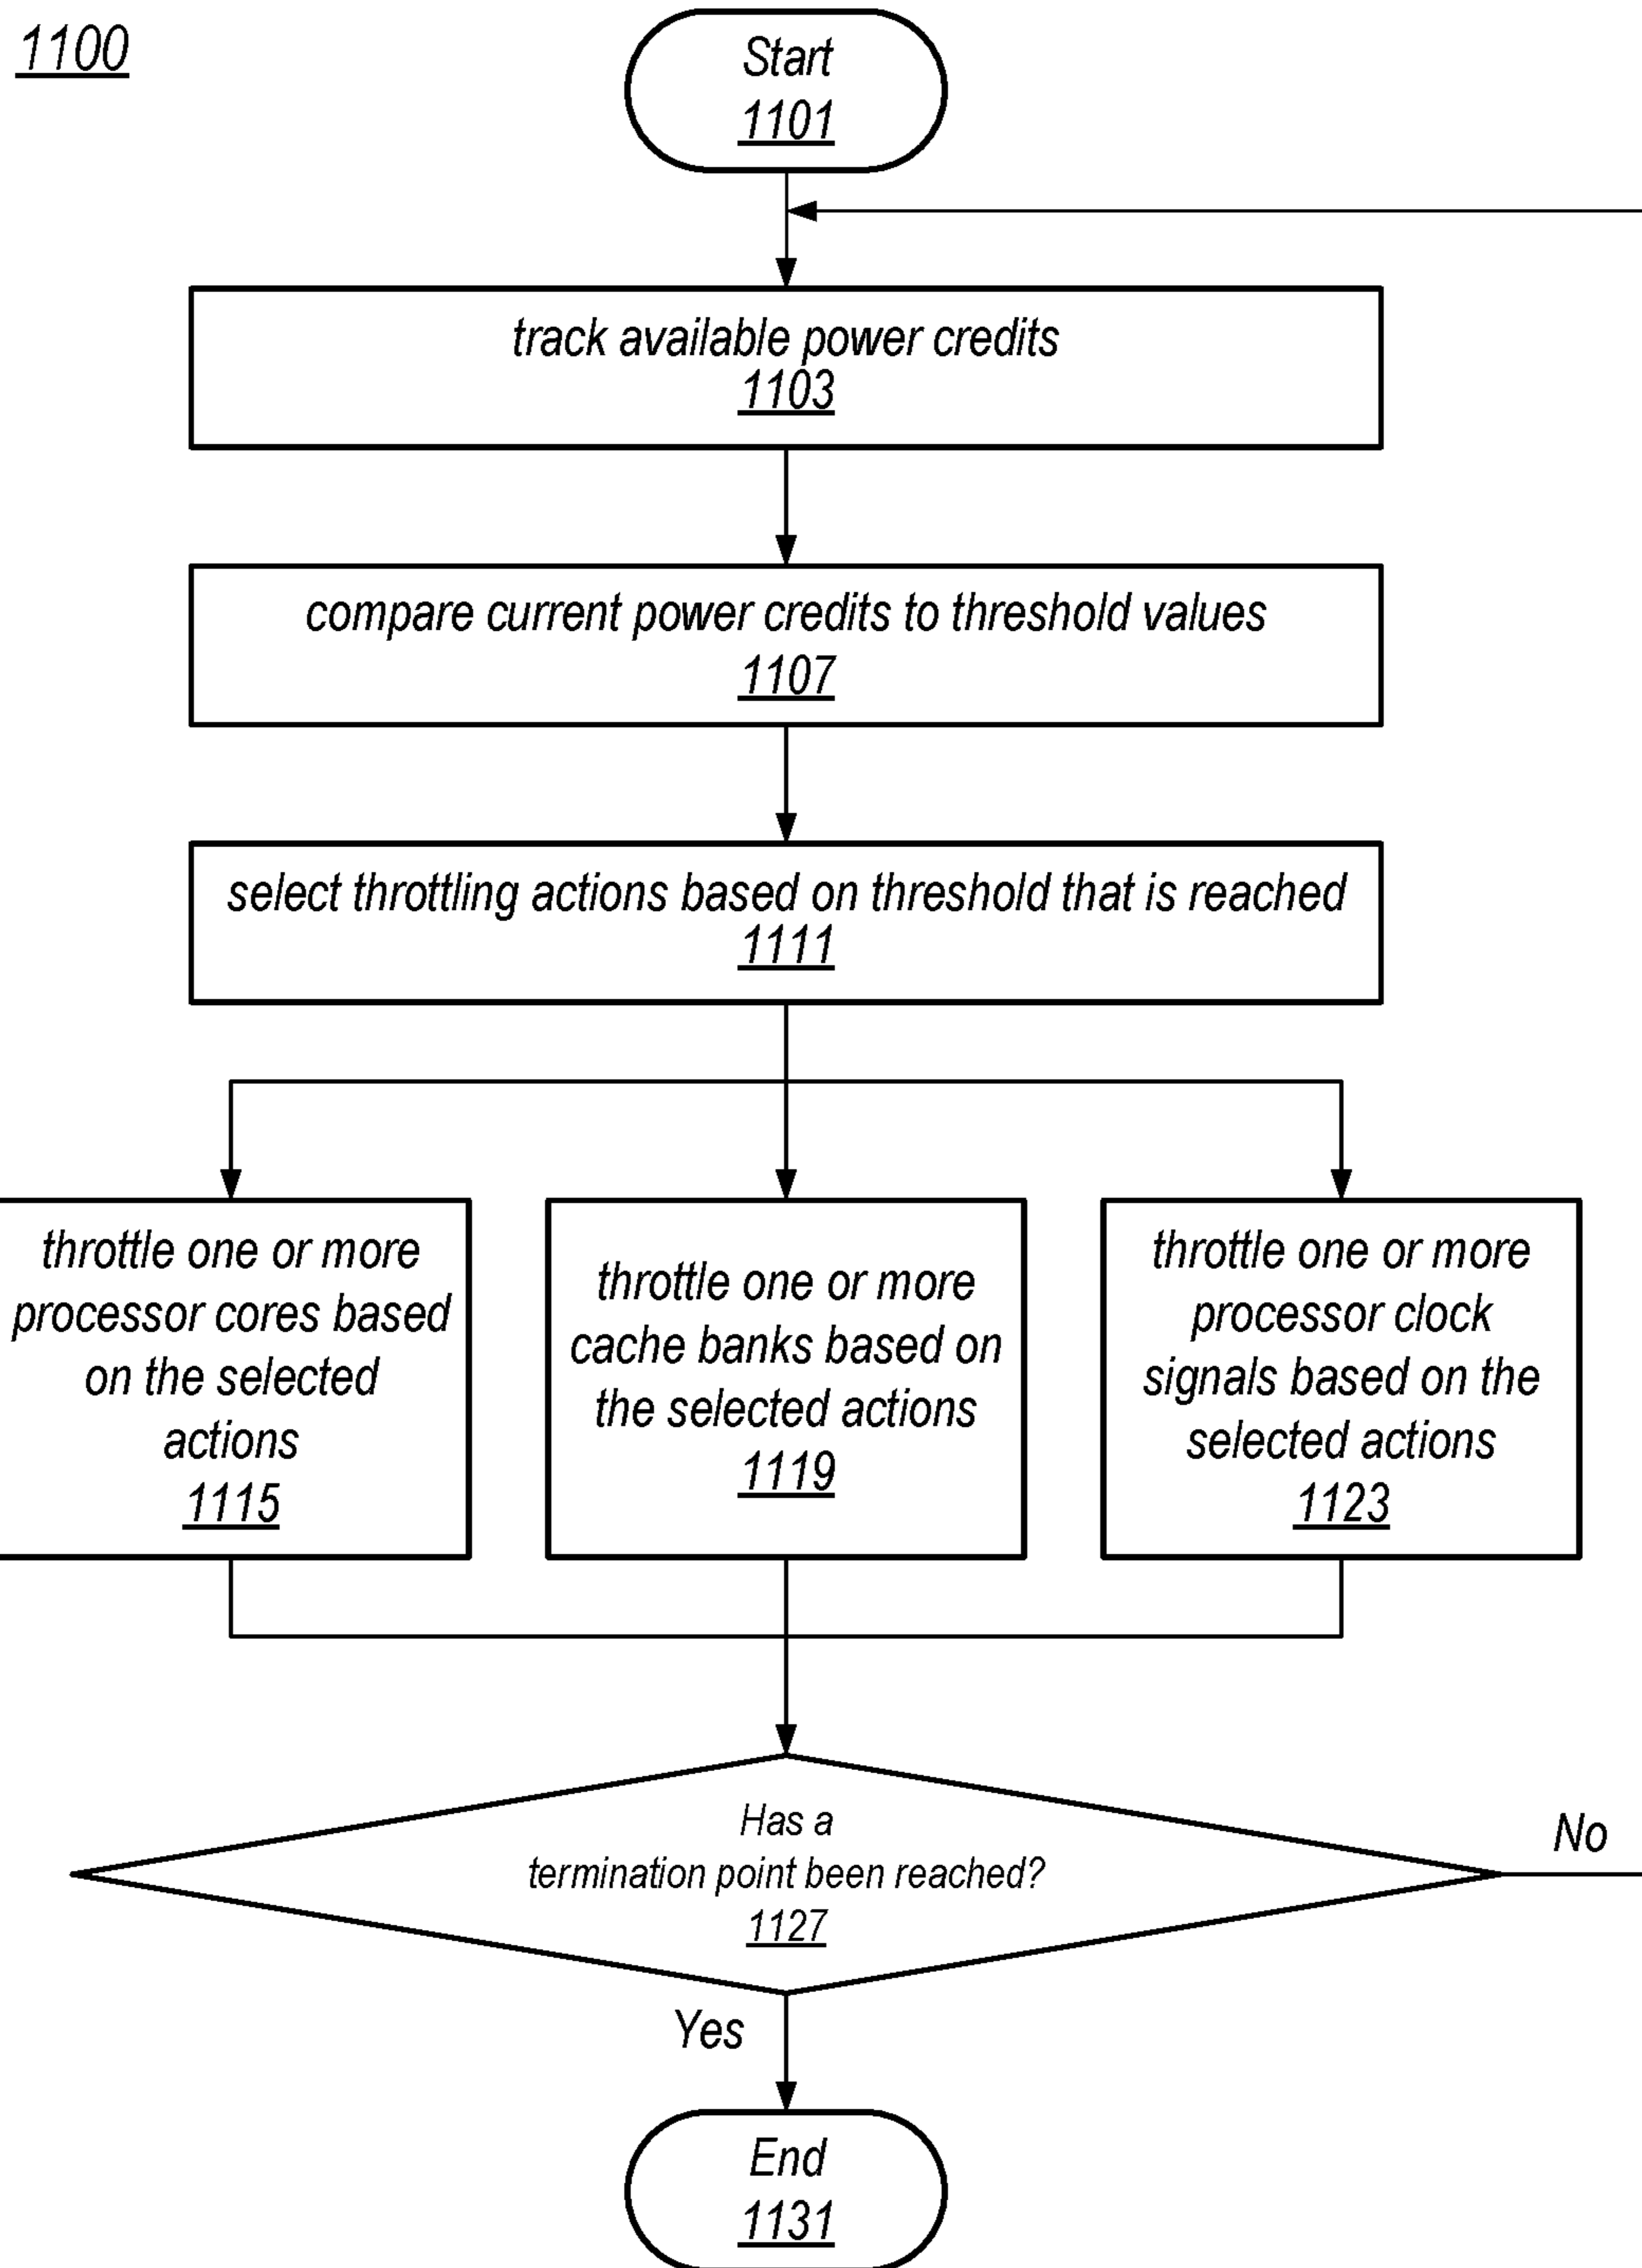 1100
Start
1101
track available power credits
1103
compare current power credits to threshold values
1107
select throttling actions based on threshold that is reached
1111
throttle one or more
processor cores based
on the selected
actions
1115
throttle one or more
cache banks based on
the selected actions
1119
throttle one or more
processor clock
signals based on the
selected actions
1123
Has a
termination point been reached?
1127
No
Yes
End
1131